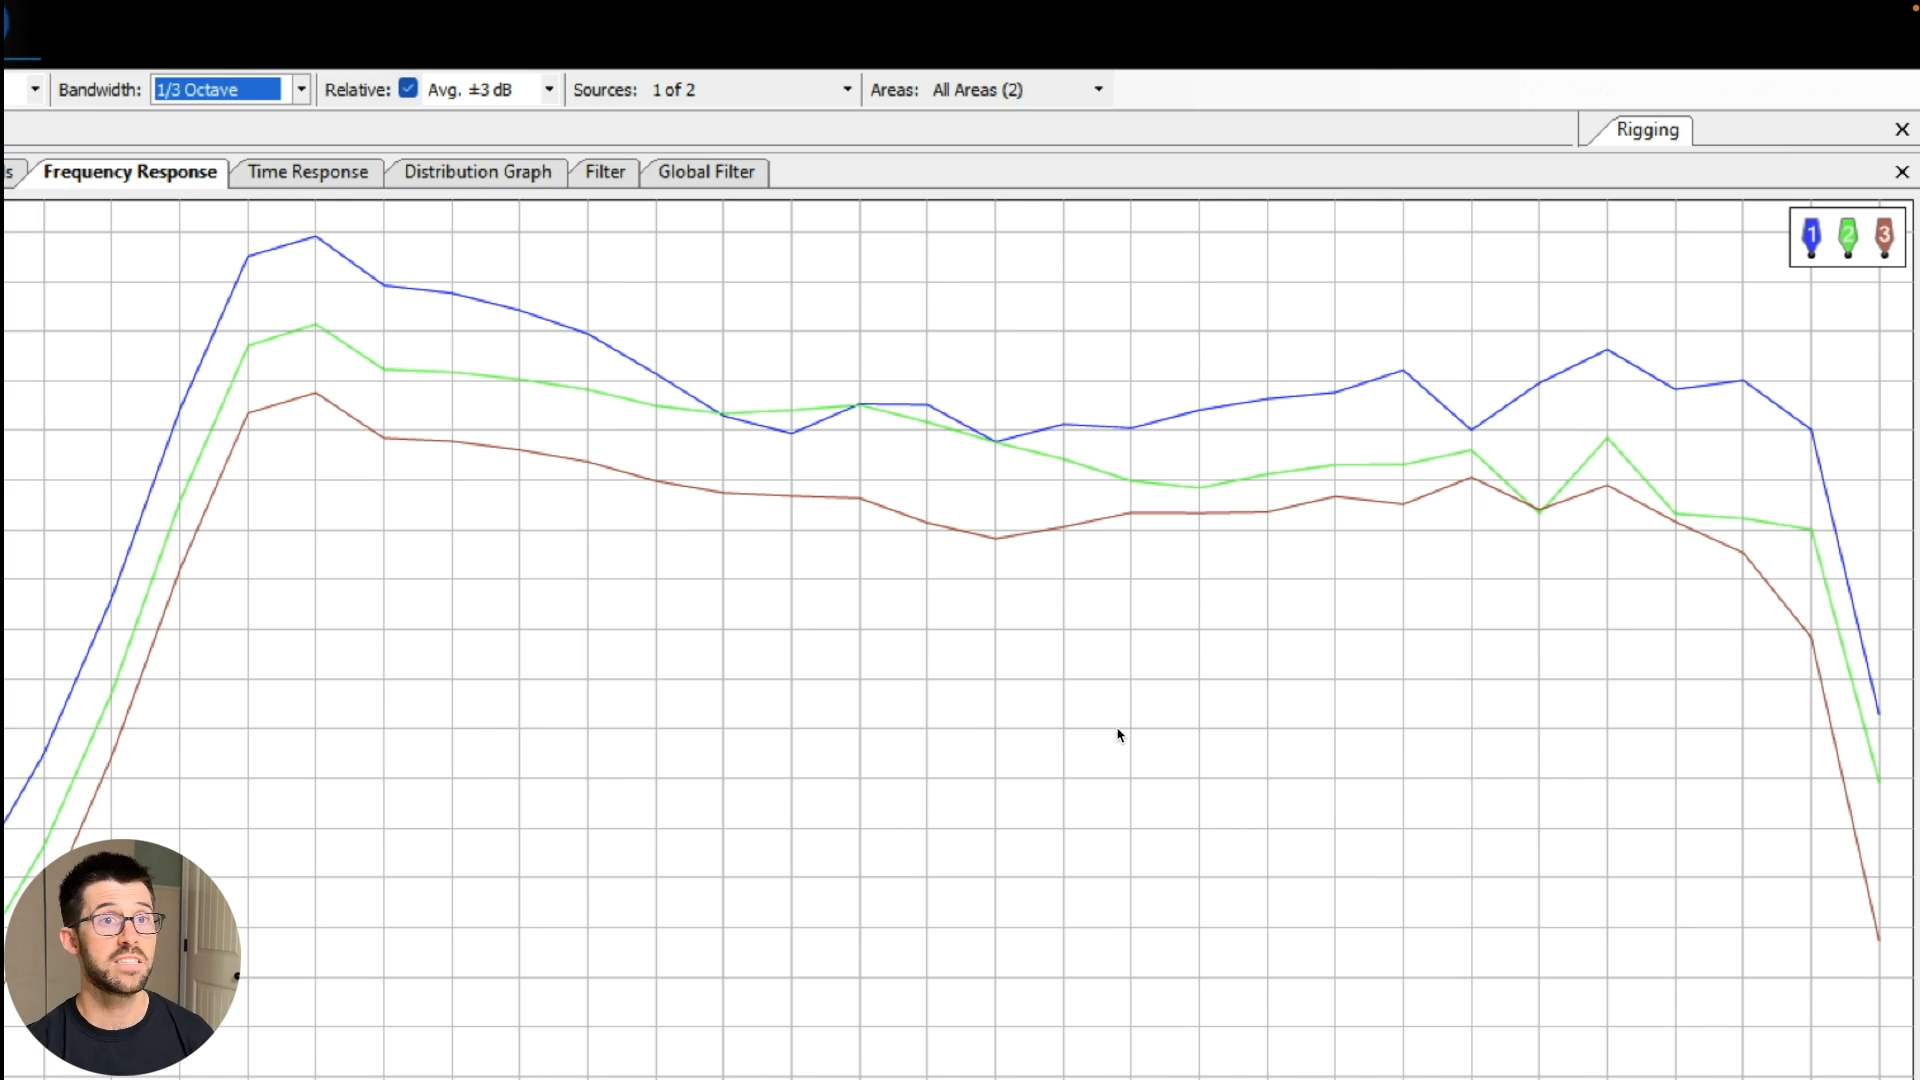 Bandwidth: 1/3 Octave Relative: Avg. ±3 dB Sources: 1 of 2 Areas: All Areas (2)
Rigging
s Frequency Response Time Response Distribution Graph Filter Global Filter
1 2 3